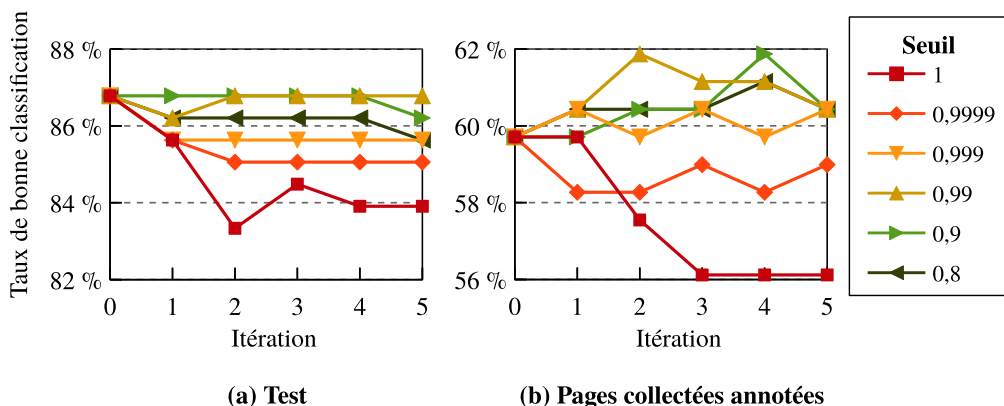 Taux de bonne classification
88 %
86 %
84 %
82 %
0 1 2 3 4 5
Itération
(a) Test
62 %
60 %
58 %
56 %
0 1 2 3 4 5
Itération
(b) Pages collectées annotées
Seuil
1
0,9999
0,999
0,99
0,9
0,8